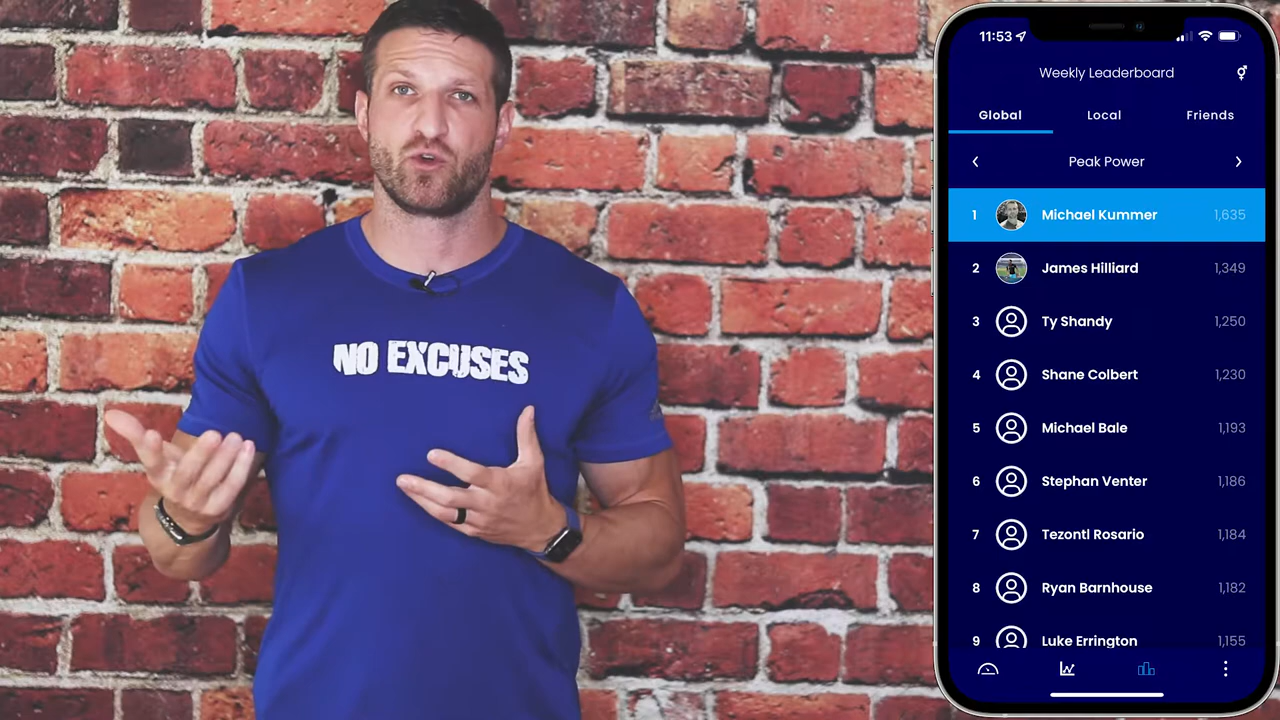 NO EXCUSES
11:53
Weekly Leaderboard
Global Local Friends
Peak Power
1 Michael Kummer 1,635
2 James Hilliard 1,349
3 Ty Shandy 1,250
4 Shane Colbert 1,230
5 Michael Bale 1,193
6 Stephan Venter 1,186
7 Tezontl Rosario 1,184
8 Ryan Barnhouse 1,182
9 Luke Errington 1,155